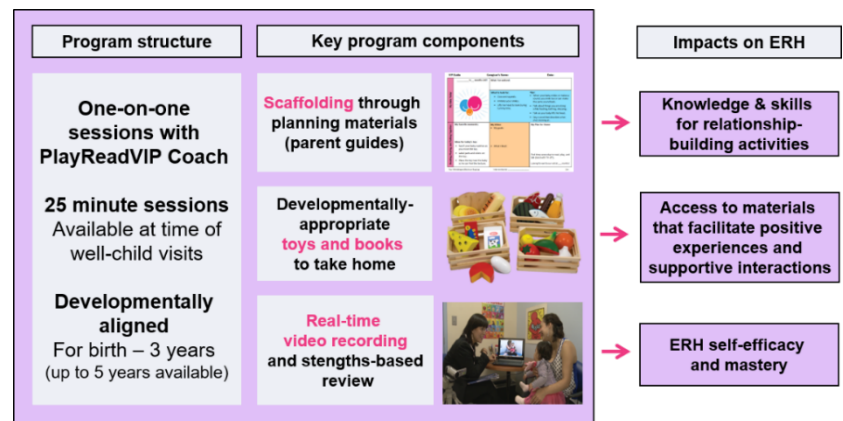 Program structure
Key program components
Impacts on ERH
One-on-one
sessions with
PlayReadVIP Coach
25 minute sessions
Available at time of
well-child visits
Developmentally
aligned
For birth – 3 years
(up to 5 years available)
Scaffolding through
planning materials
(parent guides)
Developmentally-
appropriate
toys and books
to take home
Real-time
video recording
and stengths-based
review
Knowledge & skills
for relationship-
building activities
Access to materials
that facilitate positive
experiences and
supportive interactions
ERH self-efficacy
and mastery